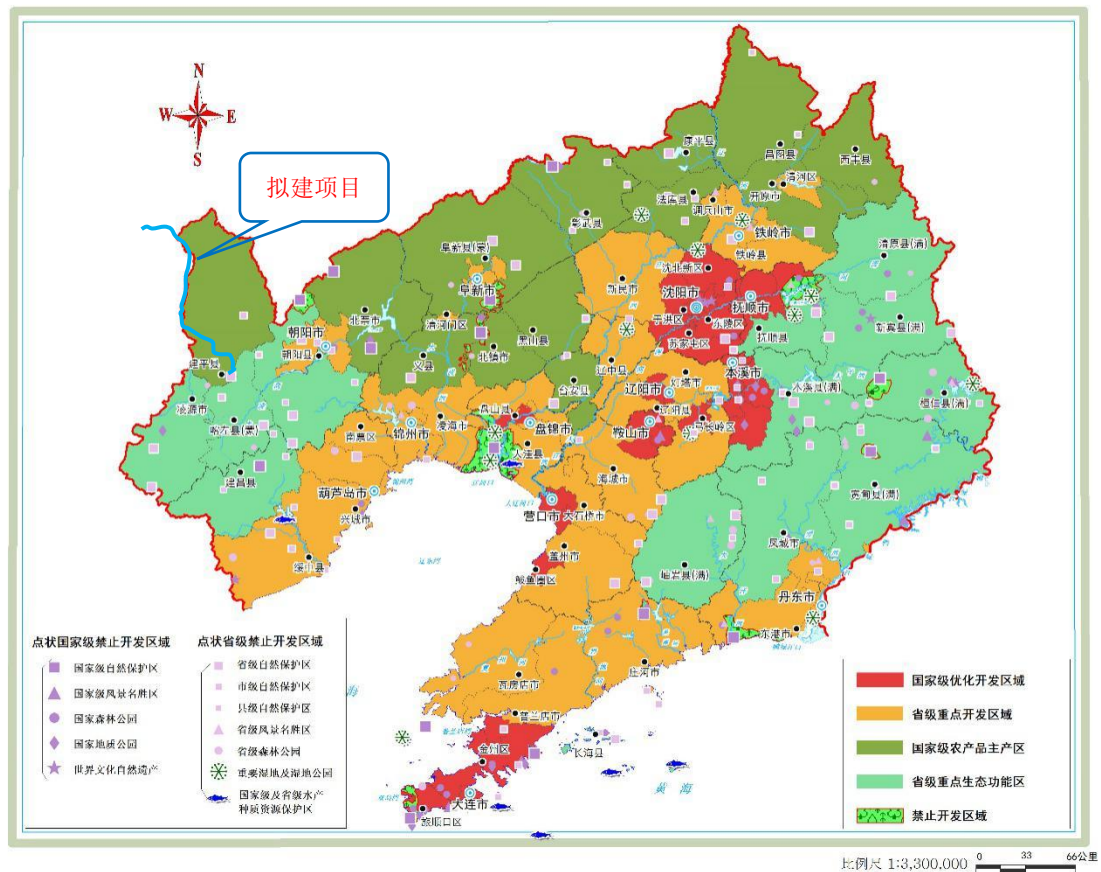 N
W
E
S
拟建项目
康平县
昌图县
西丰县
清河区
开原市
法库县
调兵山市
彰武县
铁岭市
铁岭县
清原县(满)
阜新县(蒙)
沈北新区
阜新市
新民市
沈阳市
抚顺市
于洪区
东陵区
新宾县(满)
北票市
清河门区
苏家屯区
抚顺县
朝阳市
朝阳县
黑山县
北镇市
义县
辽中县
本溪市
建平县
灯塔市
本溪县(满)
桓仁县(满)
辽阳市
台安县
凌源市
辽阳县
盘山县
喀左县(蒙)
鞍山市
弓长岭区
南票区
锦州市
凌海市
盘锦市
大洼县
海城市
建昌县
宽甸县(满)
葫芦岛市
兴城市
营口市
大石桥市
凤城市
盖州市
绥中县
鲅鱼圈区
岫岩县(满)
丹东市
东港市
庄河市
瓦房店市
普兰店市
金州区
长海县
大连市
旅顺口区
黄 海
海
点状国家级禁止开发区域
国家级自然保护区
国家级风景名胜区
国家森林公园
国家地质公园
世界文化自然遗产
点状省级禁止开发区域
省级自然保护区
市级自然保护区
县级自然保护区
省级风景名胜区
省级森林公园
重要湿地及湿地公园
国家级及省级水产
种质资源保护区
国家级优化开发区域
省级重点开发区域
国家级农产品主产区
省级重点生态功能区
禁止开发区域
比例尺 1:3,300,000
0 33 66公里